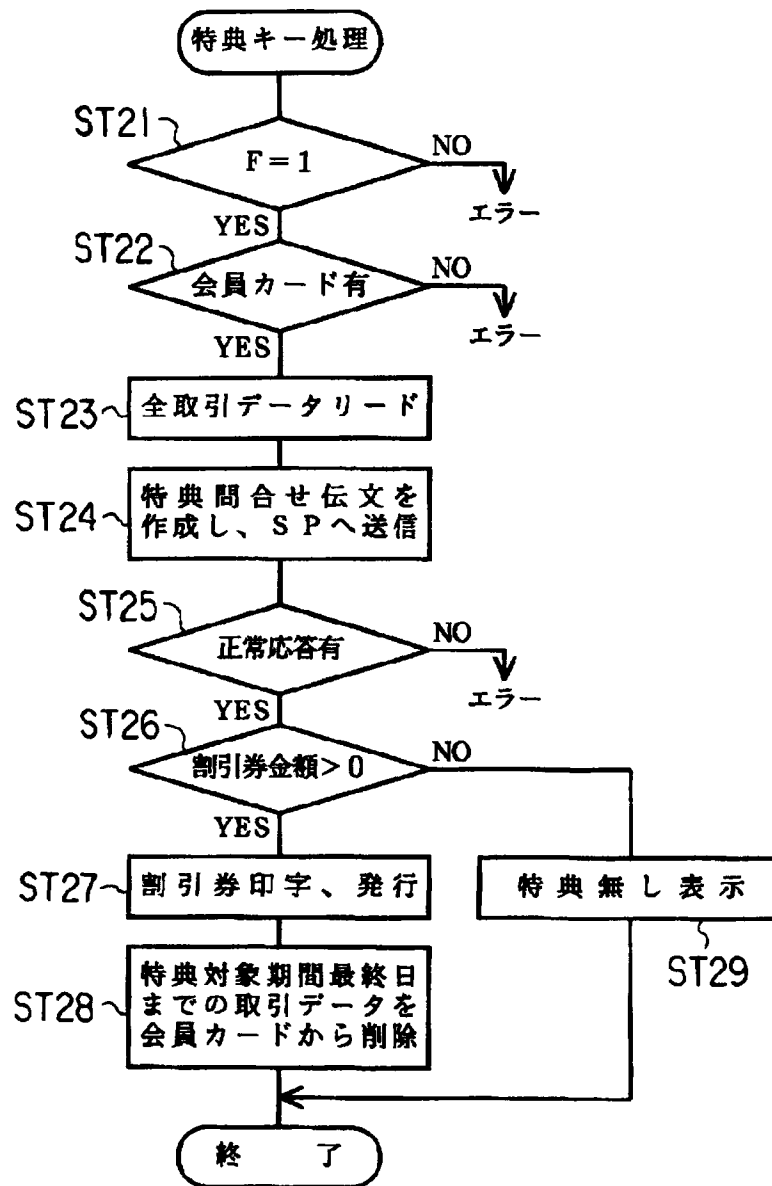 特典キー処理
ST21
F=1
NO
エラー
YES
ST22
会員カード有
NO
エラー
YES
ST23
全取引データリード
ST24
特典問合せ伝文を
作成し、SPへ送信
ST25
正常応答有
NO
エラー
YES
ST26
割引券金額>0
NO
YES
ST27
割引券印字、発行
特典無し表示
ST29
ST28
特典対象期間最終日
までの取引データを
会員カードから削除
終 了